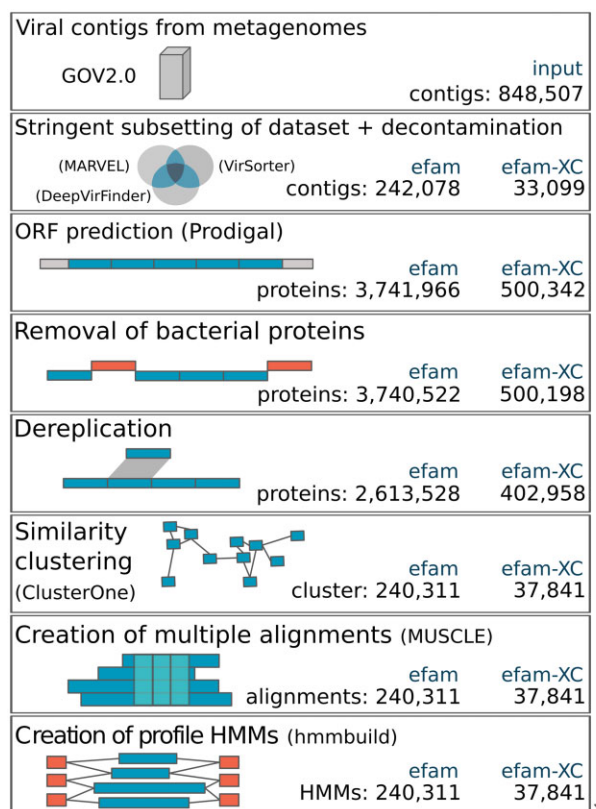 Viral contigs from metagenomes
GOV2.0
input
contigs: 848,507
Stringent subsetting of dataset + decontamination
(MARVEL) (VirSorter)
(DeepVirFinder)
efam efam-XC
contigs: 242,078 33,099
ORF prediction (Prodigal)
efam efam-XC
proteins: 3,741,966 500,342
Removal of bacterial proteins
efam efam-XC
proteins: 3,740,522 500,198
Dereplication
efam efam-XC
proteins: 2,613,528 402,958
Similarity
clustering
(ClusterOne)
efam efam-XC
cluster: 240,311 37,841
Creation of multiple alignments (MUSCLE)
efam efam-XC
alignments: 240,311 37,841
Creation of profile HMMs (hmmbuild)
efam efam-XC
HMMs: 240,311 37,841